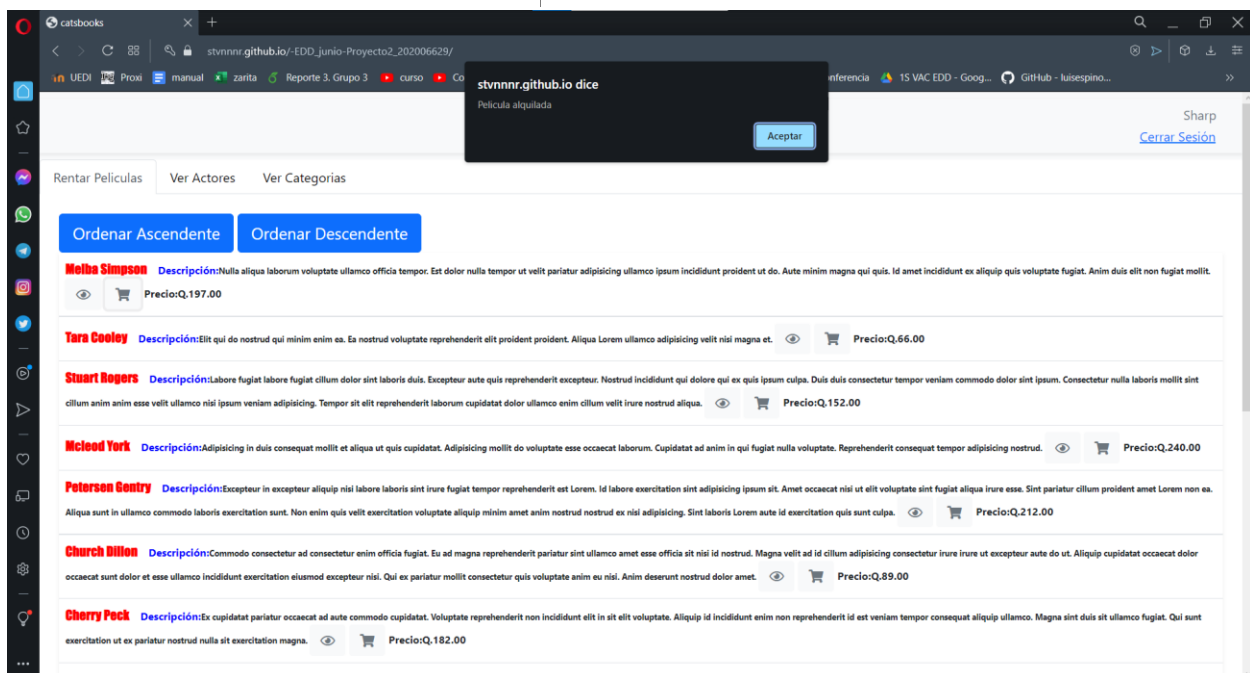 catsbooks
stvnnnr.github.io/-EDD_junio-Proyecto2_202006629/
UEDI Proxi manual zarita Reporte 3. Grupo 3 curso Co nferencia 1S VAC EDD - Goog... GitHub - luisespino...
stvnnnr.github.io dice
Pelicula alquilada
Aceptar
Sharp
Cerrar Sesión
Rentar Peliculas Ver Actores Ver Categorias
Ordenar Ascendente Ordenar Descendente
Melba Simpson Descripción:Nulla aliqua laborum voluptate ullamco officia tempor. Est dolor nulla tempor ut velit pariatur adipisicing ullamco ipsum incididunt proident ut do. Aute minim magna qui quis. Id amet incididunt ex aliquip quis voluptate fugiat. Anim duis elit non fugiat mollit.
Precio:Q.197.00
Tara Cooley Descripción:Elit qui do nostrud qui minim enim ea. Ea nostrud voluptate reprehenderit elit proident proident. Aliqua Lorem ullamco adipisicing velit nisi magna et. Precio:Q.66.00
Stuart Rogers Descripción:Labore fugiat labore fugiat cillum dolor sint laboris duis. Excepteur aute quis reprehenderit excepteur. Nostrud incididunt qui dolore qui ex quis ipsum culpa. Duis duis consectetur tempor veniam commodo dolor sint ipsum. Consectetur nulla laboris mollit sint
cillum anim anim esse velit ullamco nisi ipsum veniam adipisicing. Tempor sit elit reprehenderit laborum cupidatat dolor ullamco enim cillum velit irure nostrud aliqua. Precio:Q.152.00
Mcleod York Descripción:Adipisicing in duis consequat mollit et aliqua ut quis cupidatat. Adipisicing mollit do voluptate esse occaecat laborum. Cupidatat ad anim in qui fugiat nulla voluptate. Reprehenderit consequat tempor adipisicing nostrud. Precio:Q.240.00
Peterson Gentry Descripción:Excepteur in excepteur aliquip nisi labore laboris sint irure fugiat tempor reprehenderit est Lorem. Id labore exercitation sint adipisicing ipsum sit. Amet occaecat nisi ut elit voluptate sint fugiat aliqua irure esse. Sint pariatur cillum proident amet Lorem non ea.
Aliqua sunt in ullamco commodo laboris exercitation sunt. Non enim quis velit exercitation voluptate aliquip minim amet anim nostrud nostrud ex nisi adipisicing. Sint laboris Lorem aute id exercitation quis sunt culpa. Precio:Q.212.00
Church Dillon Descripción:Commodo consectetur ad consectetur enim officia fugiat. Eu ad magna reprehenderit pariatur sint ullamco amet esse officia sit nisi id nostrud. Magna velit ad id cillum adipisicing consectetur irure irure ut excepteur aute do ut. Aliquip cupidatat occaecat dolor
occaecat sunt dolor et esse ullamco incididunt exercitation eiusmod excepteur nisi. Qui ex pariatur mollit consectetur quis voluptate anim eu nisi. Anim deserunt nostrud dolor amet. Precio:Q.89.00
Cherry Peck Descripción:Ex cupidatat pariatur occaecat ad aute commodo cupidatat. Voluptate reprehenderit non incididunt elit in sit elit voluptate. Aliquip id incididunt enim non reprehenderit id est veniam tempor consequat aliquip ullamco. Magna sint duis sit ullamco fugiat. Qui sunt
exercitation ut ex pariatur nostrud nulla sit exercitation magna. Precio:Q.182.00